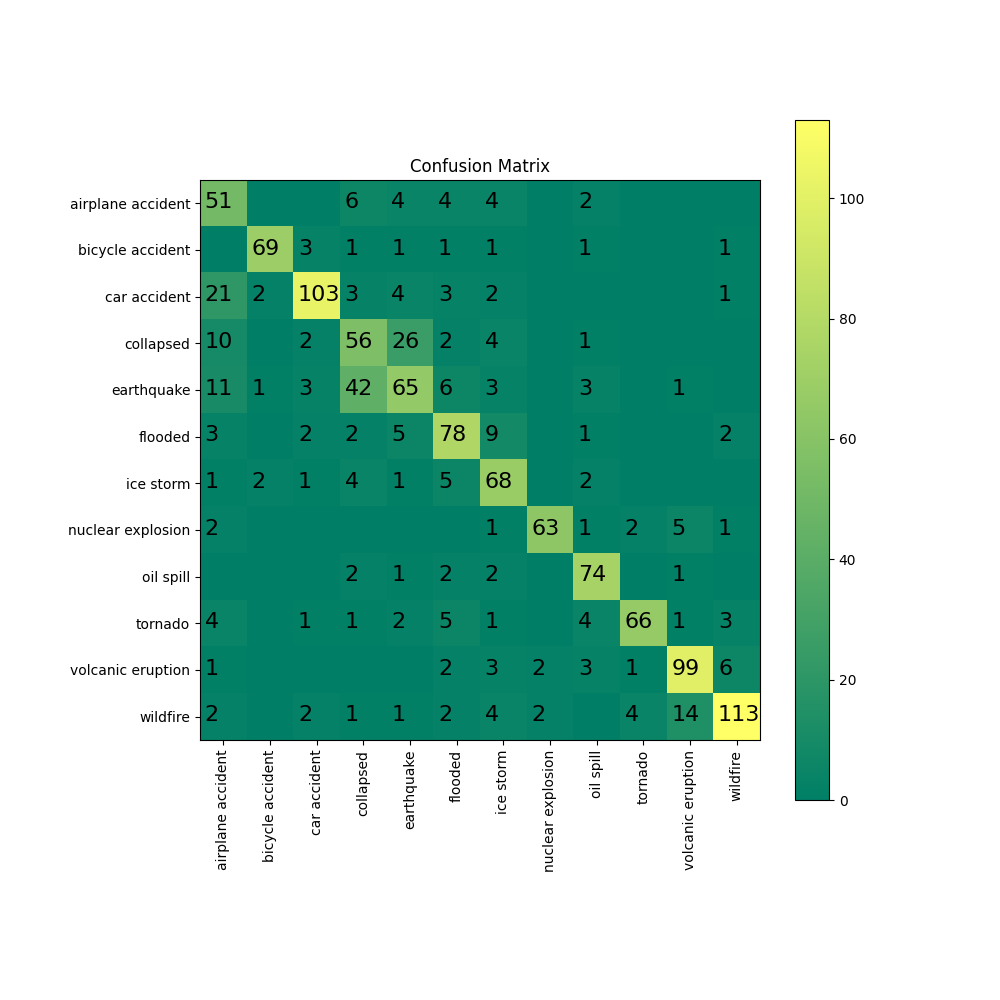 Confusion Matrix
airplane accident 51 6 4 4 4 2
bicycle accident 69 3 1 1 1 1 1 1
car accident 21 2 103 3 4 3 2 1
collapsed 10 2 56 26 2 4 1
earthquake 11 1 3 42 65 6 3 3 1
flooded 3 2 2 5 78 9 1 2
ice storm 1 2 1 4 1 5 68 2
nuclear explosion 2 1 63 1 2 5 1
oil spill 2 1 2 2 74 1
tornado 4 1 1 2 5 1 4 66 1 3
volcanic eruption 1 2 3 2 3 1 99 6
wildfire 2 2 1 1 2 4 2 4 14 113
airplane accident
bicycle accident
car accident
collapsed
earthquake
flooded
ice storm
nuclear explosion
oil spill
tornado
volcanic eruption
wildfire
100
80
60
40
20
0